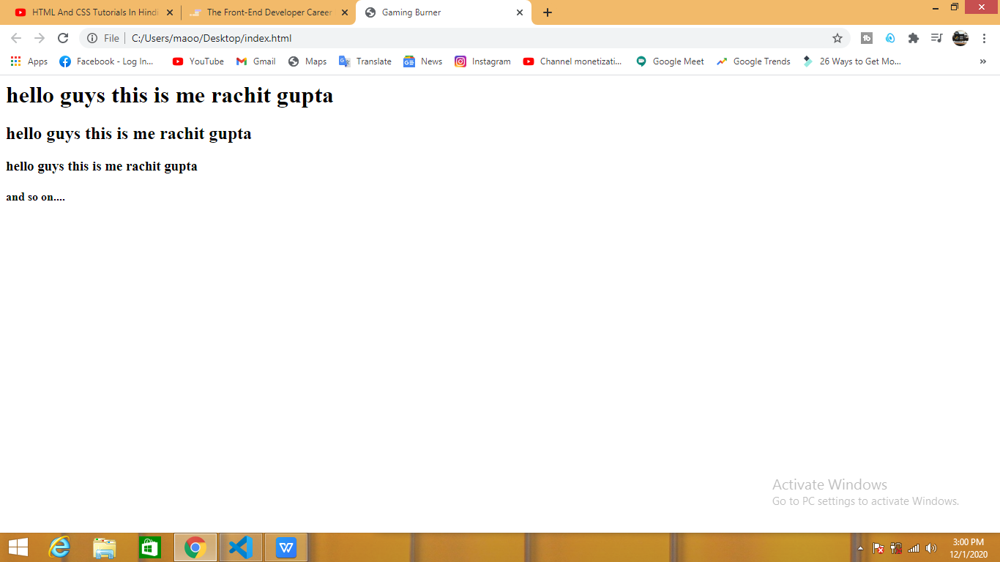 HTML And CSS Tutorials In Hindi
The Front-End Developer Career
Gaming Burner
File
C:/Users/maoo/Desktop/index.html
Apps
Facebook - Log In...
YouTube
Gmail
Maps
Translate
News
Instagram
Channel monetizati...
Google Meet
Google Trends
26 Ways to Get Mo...
hello guys this is me rachit gupta
hello guys this is me rachit gupta
hello guys this is me rachit gupta
and so on....
Activate Windows
Go to PC settings to activate Windows.
3:00 PM
12/1/2020